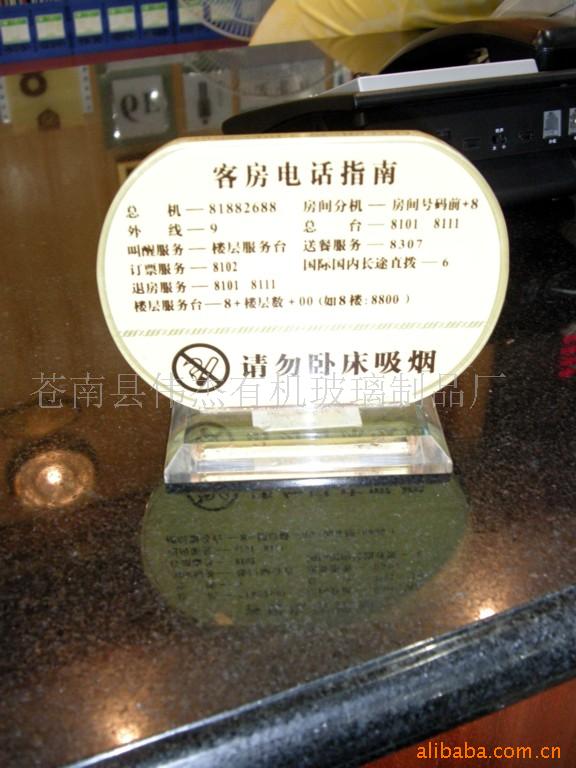 客房电话指南
总 机—81882688 房间分机—房间号码前+8
外 线—9 总 台—8101 8111
叫醒服务—楼层服务台 送餐服务—8307
订票服务—8102 国际国内长途直拨—6
退房服务—8101 8111
楼层服务台—8+楼层数+00(如8楼:8800)
请勿卧床吸烟
苍南县伟杰有机玻璃制品厂
alibaba.com.cn